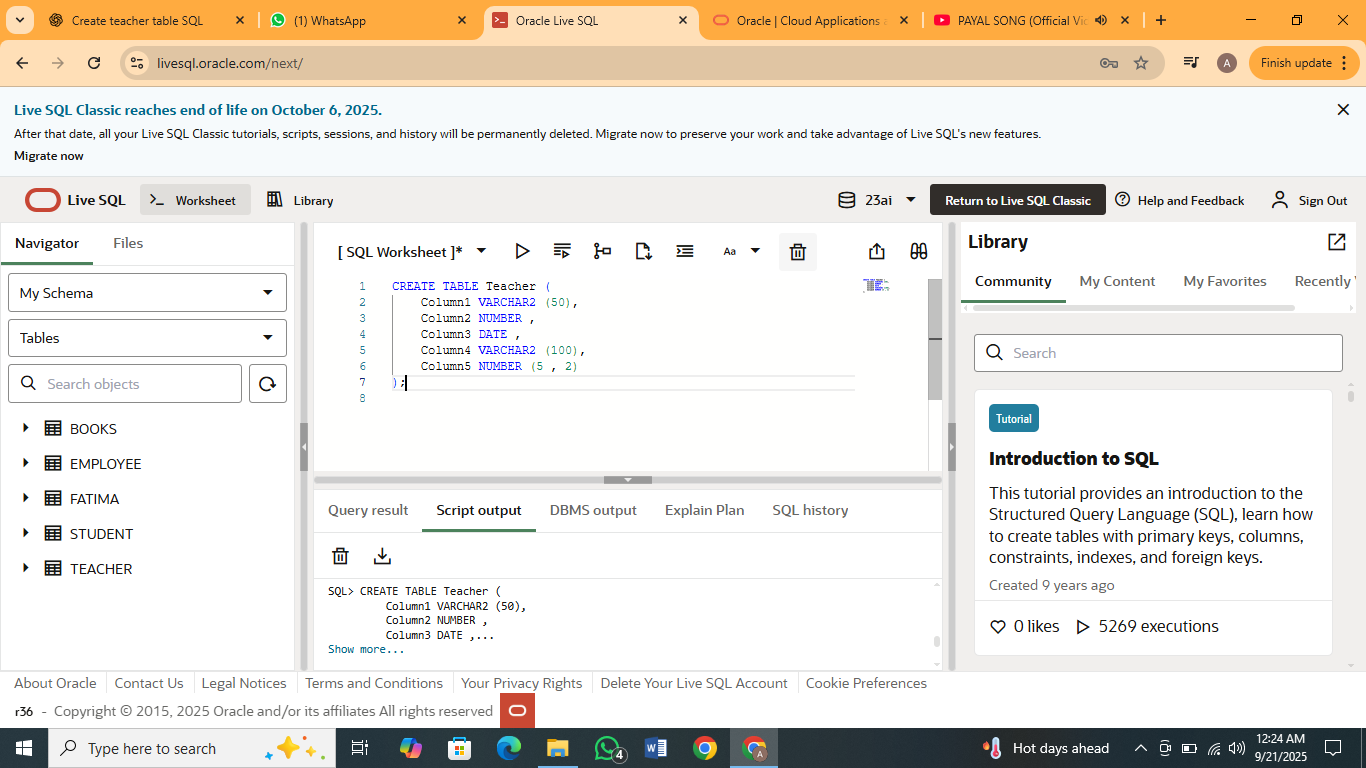 Create teacher table SQL
(1) WhatsApp
Oracle Live SQL
Oracle | Cloud Applications
PAYAL SONG (Official Vi
livesql.oracle.com/next/
A
Finish update
Live SQL Classic reaches end of life on October 6, 2025.
After that date, all your Live SQL Classic tutorials, scripts, sessions, and history will be permanently deleted. Migrate now to preserve your work and take advantage of Live SQL's new features.
Migrate now
Live SQL
Worksheet
Library
23ai
Return to Live SQL Classic
Help and Feedback
Sign Out
Navigator
Files
My Schema
Tables
Search objects
BOOKS
EMPLOYEE
FATIMA
STUDENT
TEACHER
[ SQL Worksheet ]*
Aa
1 CREATE TABLE Teacher (
2 Column1 VARCHAR2 (50),
3 Column2 NUMBER ,
4 Column3 DATE ,
5 Column4 VARCHAR2 (100),
6 Column5 NUMBER (5 , 2)
7 );
8
Query result
Script output
DBMS output
Explain Plan
SQL history
SQL> CREATE TABLE Teacher (
Column1 VARCHAR2 (50),
Column2 NUMBER ,
Column3 DATE ,...
Show more...
Library
Community
My Content
My Favorites
Recently
Search
Tutorial
Introduction to SQL
This tutorial provides an introduction to the
Structured Query Language (SQL), learn how
to create tables with primary keys, columns,
constraints, indexes, and foreign keys.
Created 9 years ago
0 likes
5269 executions
About Oracle
Contact Us
Legal Notices
Terms and Conditions
Your Privacy Rights
Delete Your Live SQL Account
Cookie Preferences
r36 - Copyright © 2015, 2025 Oracle and/or its affiliates All rights reserved
Type here to search
4
A
Hot days ahead
12:24 AM
9/21/2025